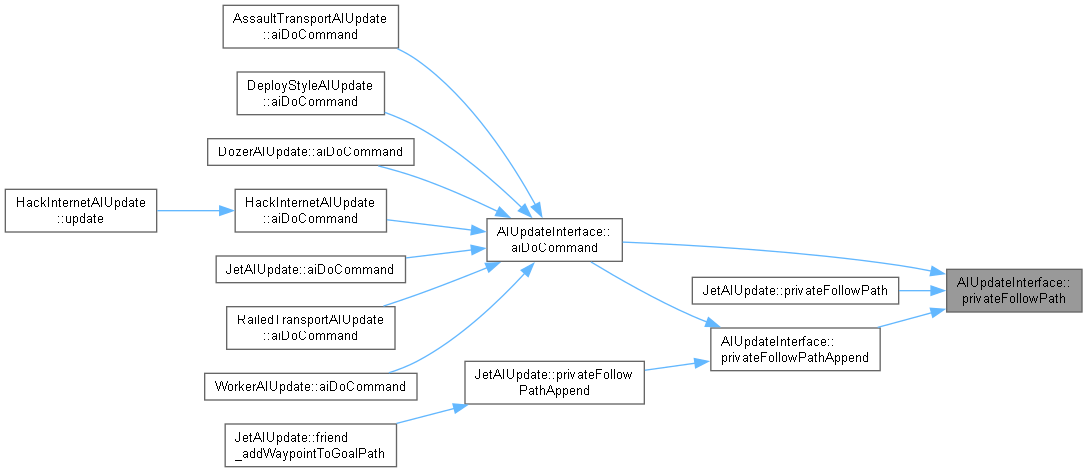 AssaultTransportAIUpdate
::aiDoCommand
DeployStyleAIUpdate
::aiDoCommand
DozerAIUpdate::aiDoCommand
HackInternetAIUpdate
::update
HackInternetAIUpdate
::aiDoCommand
AIUpdateInterface::
aiDoCommand
JetAIUpdate::aiDoCommand
AIUpdateInterface::
privateFollowPath
JetAIUpdate::privateFollowPath
RailedTransportAIUpdate
::aiDoCommand
AIUpdateInterface::
privateFollowPathAppend
WorkerAIUpdate::aiDoCommand
JetAIUpdate::privateFollow
PathAppend
JetAIUpdate::friend
_addWaypointToGoalPath